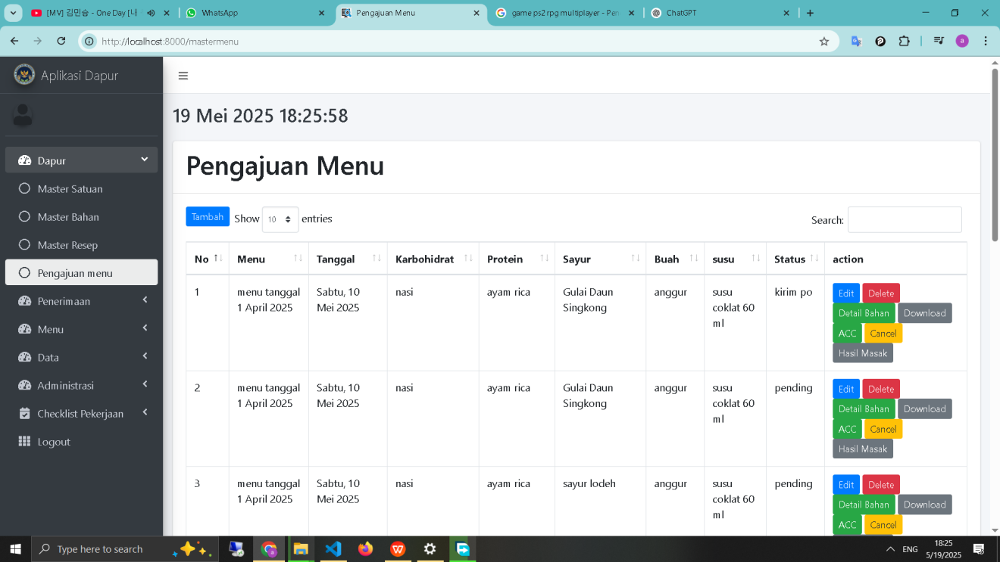 [MV] 김민승 - One Day [내
WhatsApp
Pengajuan Menu
game ps2 rpg multiplayer - Pen
ChatGPT
http://localhost:8000/mastermenu
a
Aplikasi Dapur
19 Mei 2025 18:25:58
Dapur
Master Satuan
Master Bahan
Master Resep
Pengajuan menu
Penerimaan
Menu
Data
Administrasi
Checklist Pekerjaan
Logout
Pengajuan Menu
Tambah Show 10 entries Search:
No Menu Tanggal Karbohidrat Protein Sayur Buah susu Status action
1 menu tanggal 1 April 2025 Sabtu, 10 Mei 2025 nasi ayam rica Gulai Daun Singkong anggur susu coklat 60 ml kirim po
Edit Delete
Detail Bahan Download
ACC Cancel
Hasil Masak
2 menu tanggal 1 April 2025 Sabtu, 10 Mei 2025 nasi ayam rica Gulai Daun Singkong anggur susu coklat 60 ml pending
Edit Delete
Detail Bahan Download
ACC Cancel
Hasil Masak
3 menu tanggal 1 April 2025 Sabtu, 10 Mei 2025 nasi ayam rica sayur lodeh anggur susu coklat 60 ml pending
Edit Delete
Detail Bahan Download
ACC Cancel
Type here to search
ENG
18:25
5/19/2025